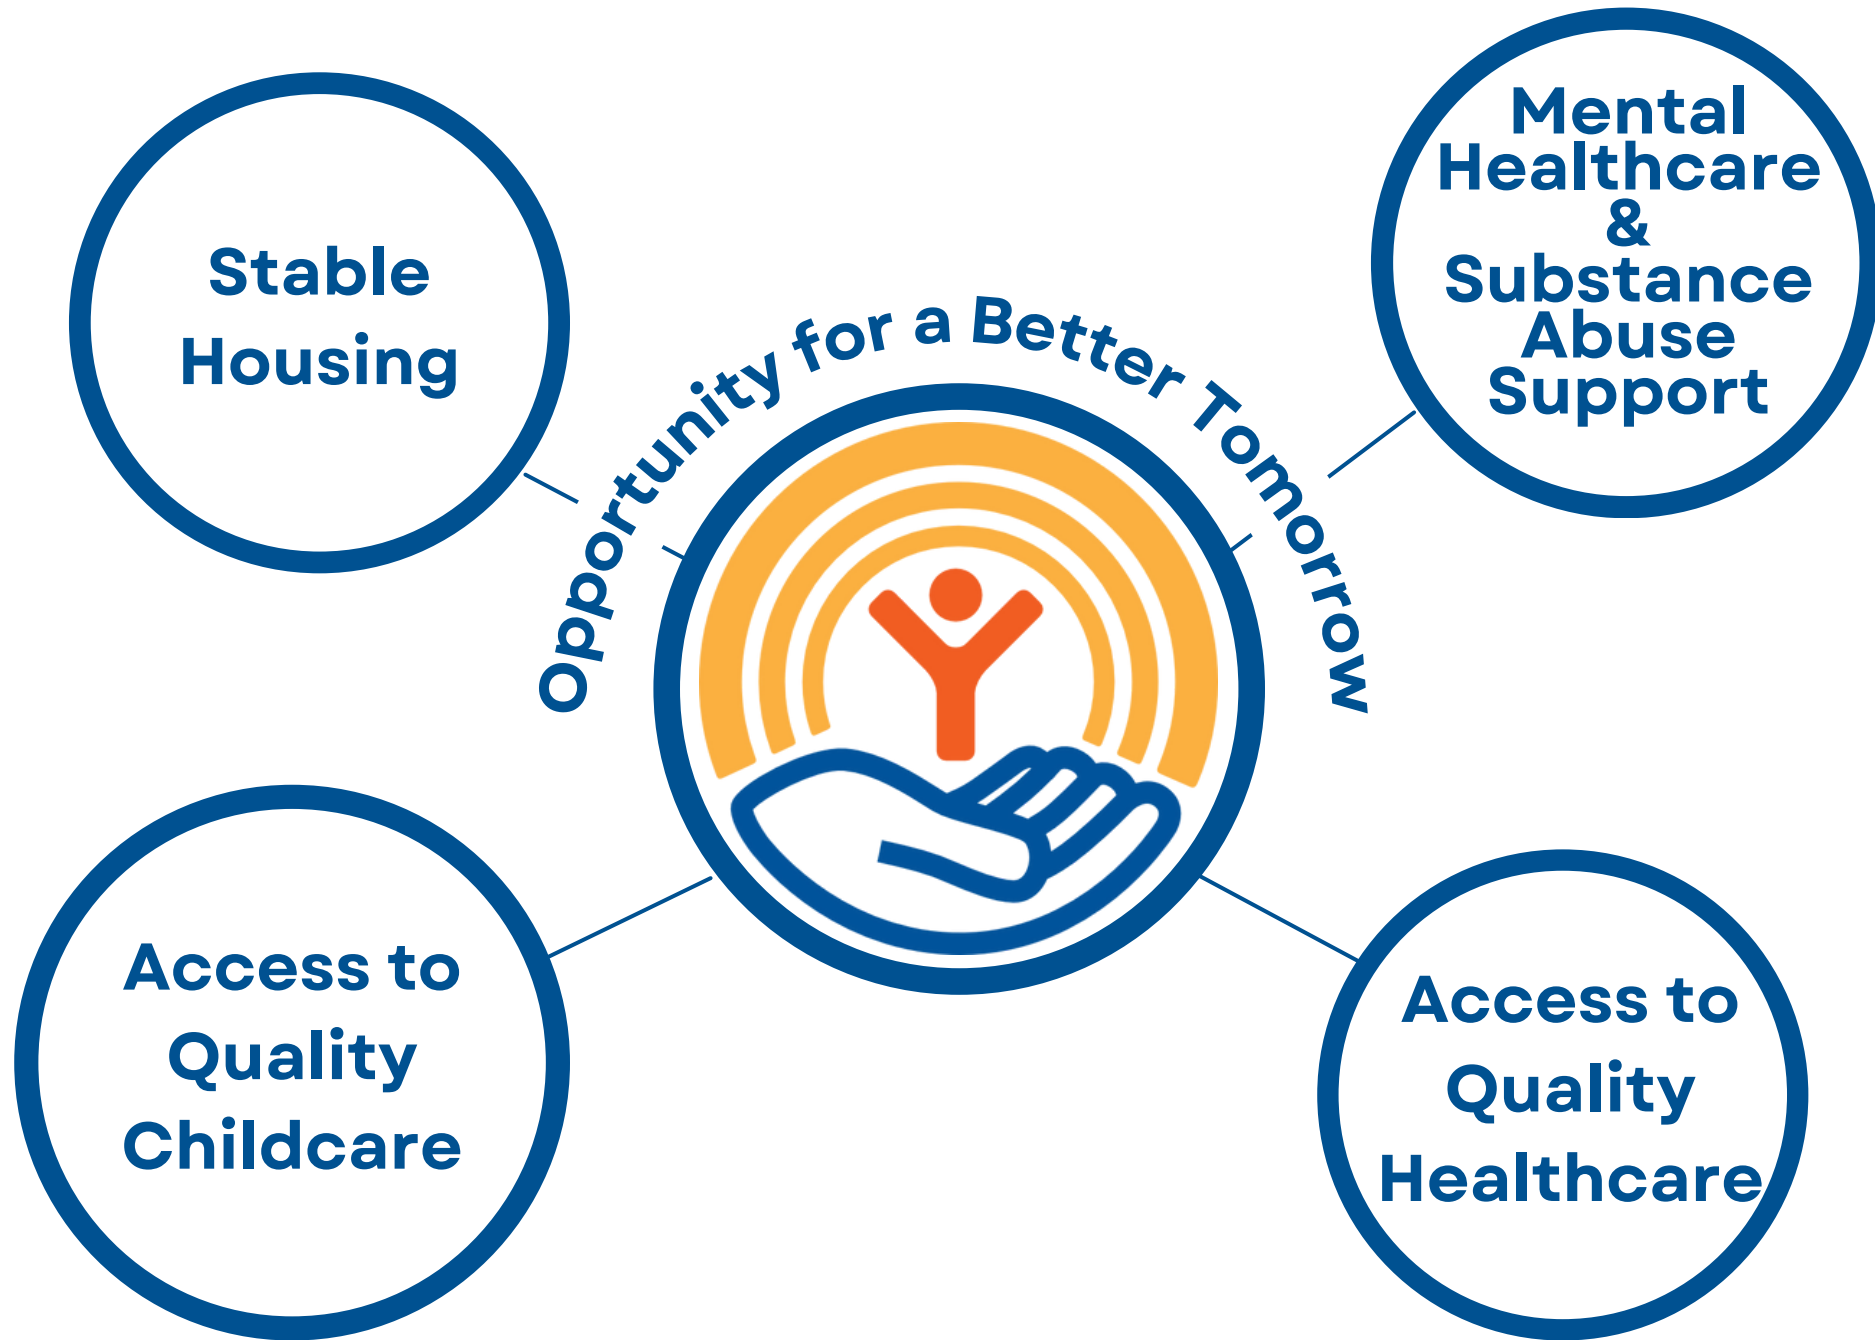 Stable
Housing
Mental
Healthcare
&
Substance
Abuse
Support
Opportunity for a Better Tomorrow
Access to
Quality
Childcare
Access to
Quality
Healthcare